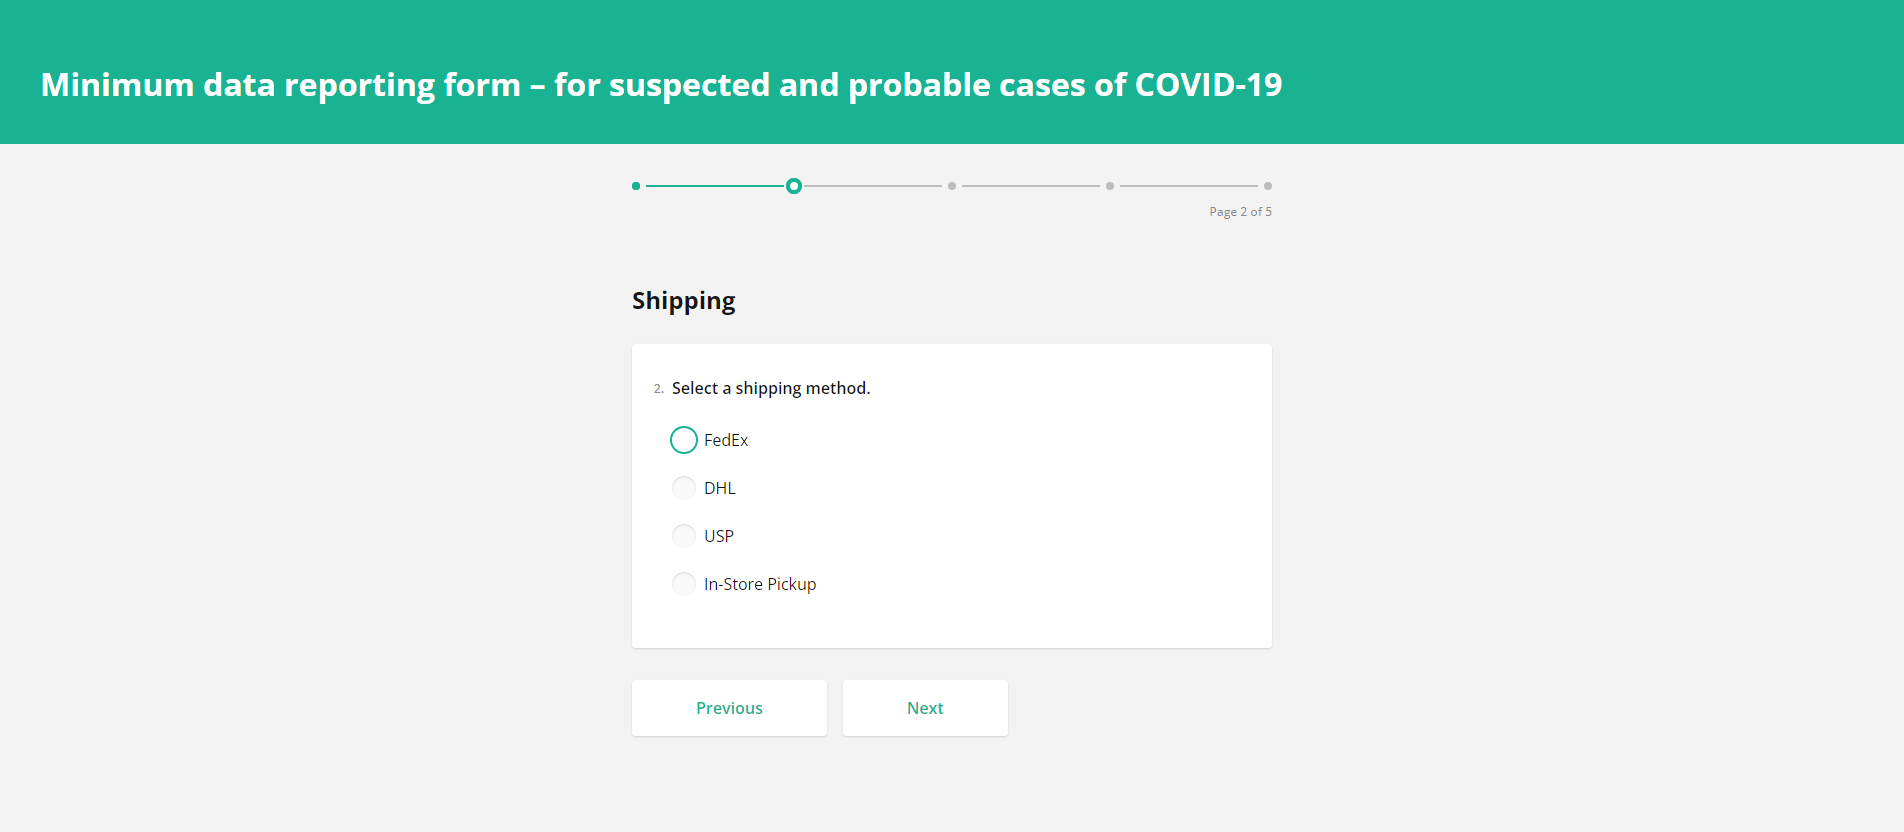 Minimum data reporting form – for suspected and probable cases of COVID-19
Page 2 of 5
Shipping
2. Select a shipping method.
FedEx
DHL
USP
In-Store Pickup
Previous
Next